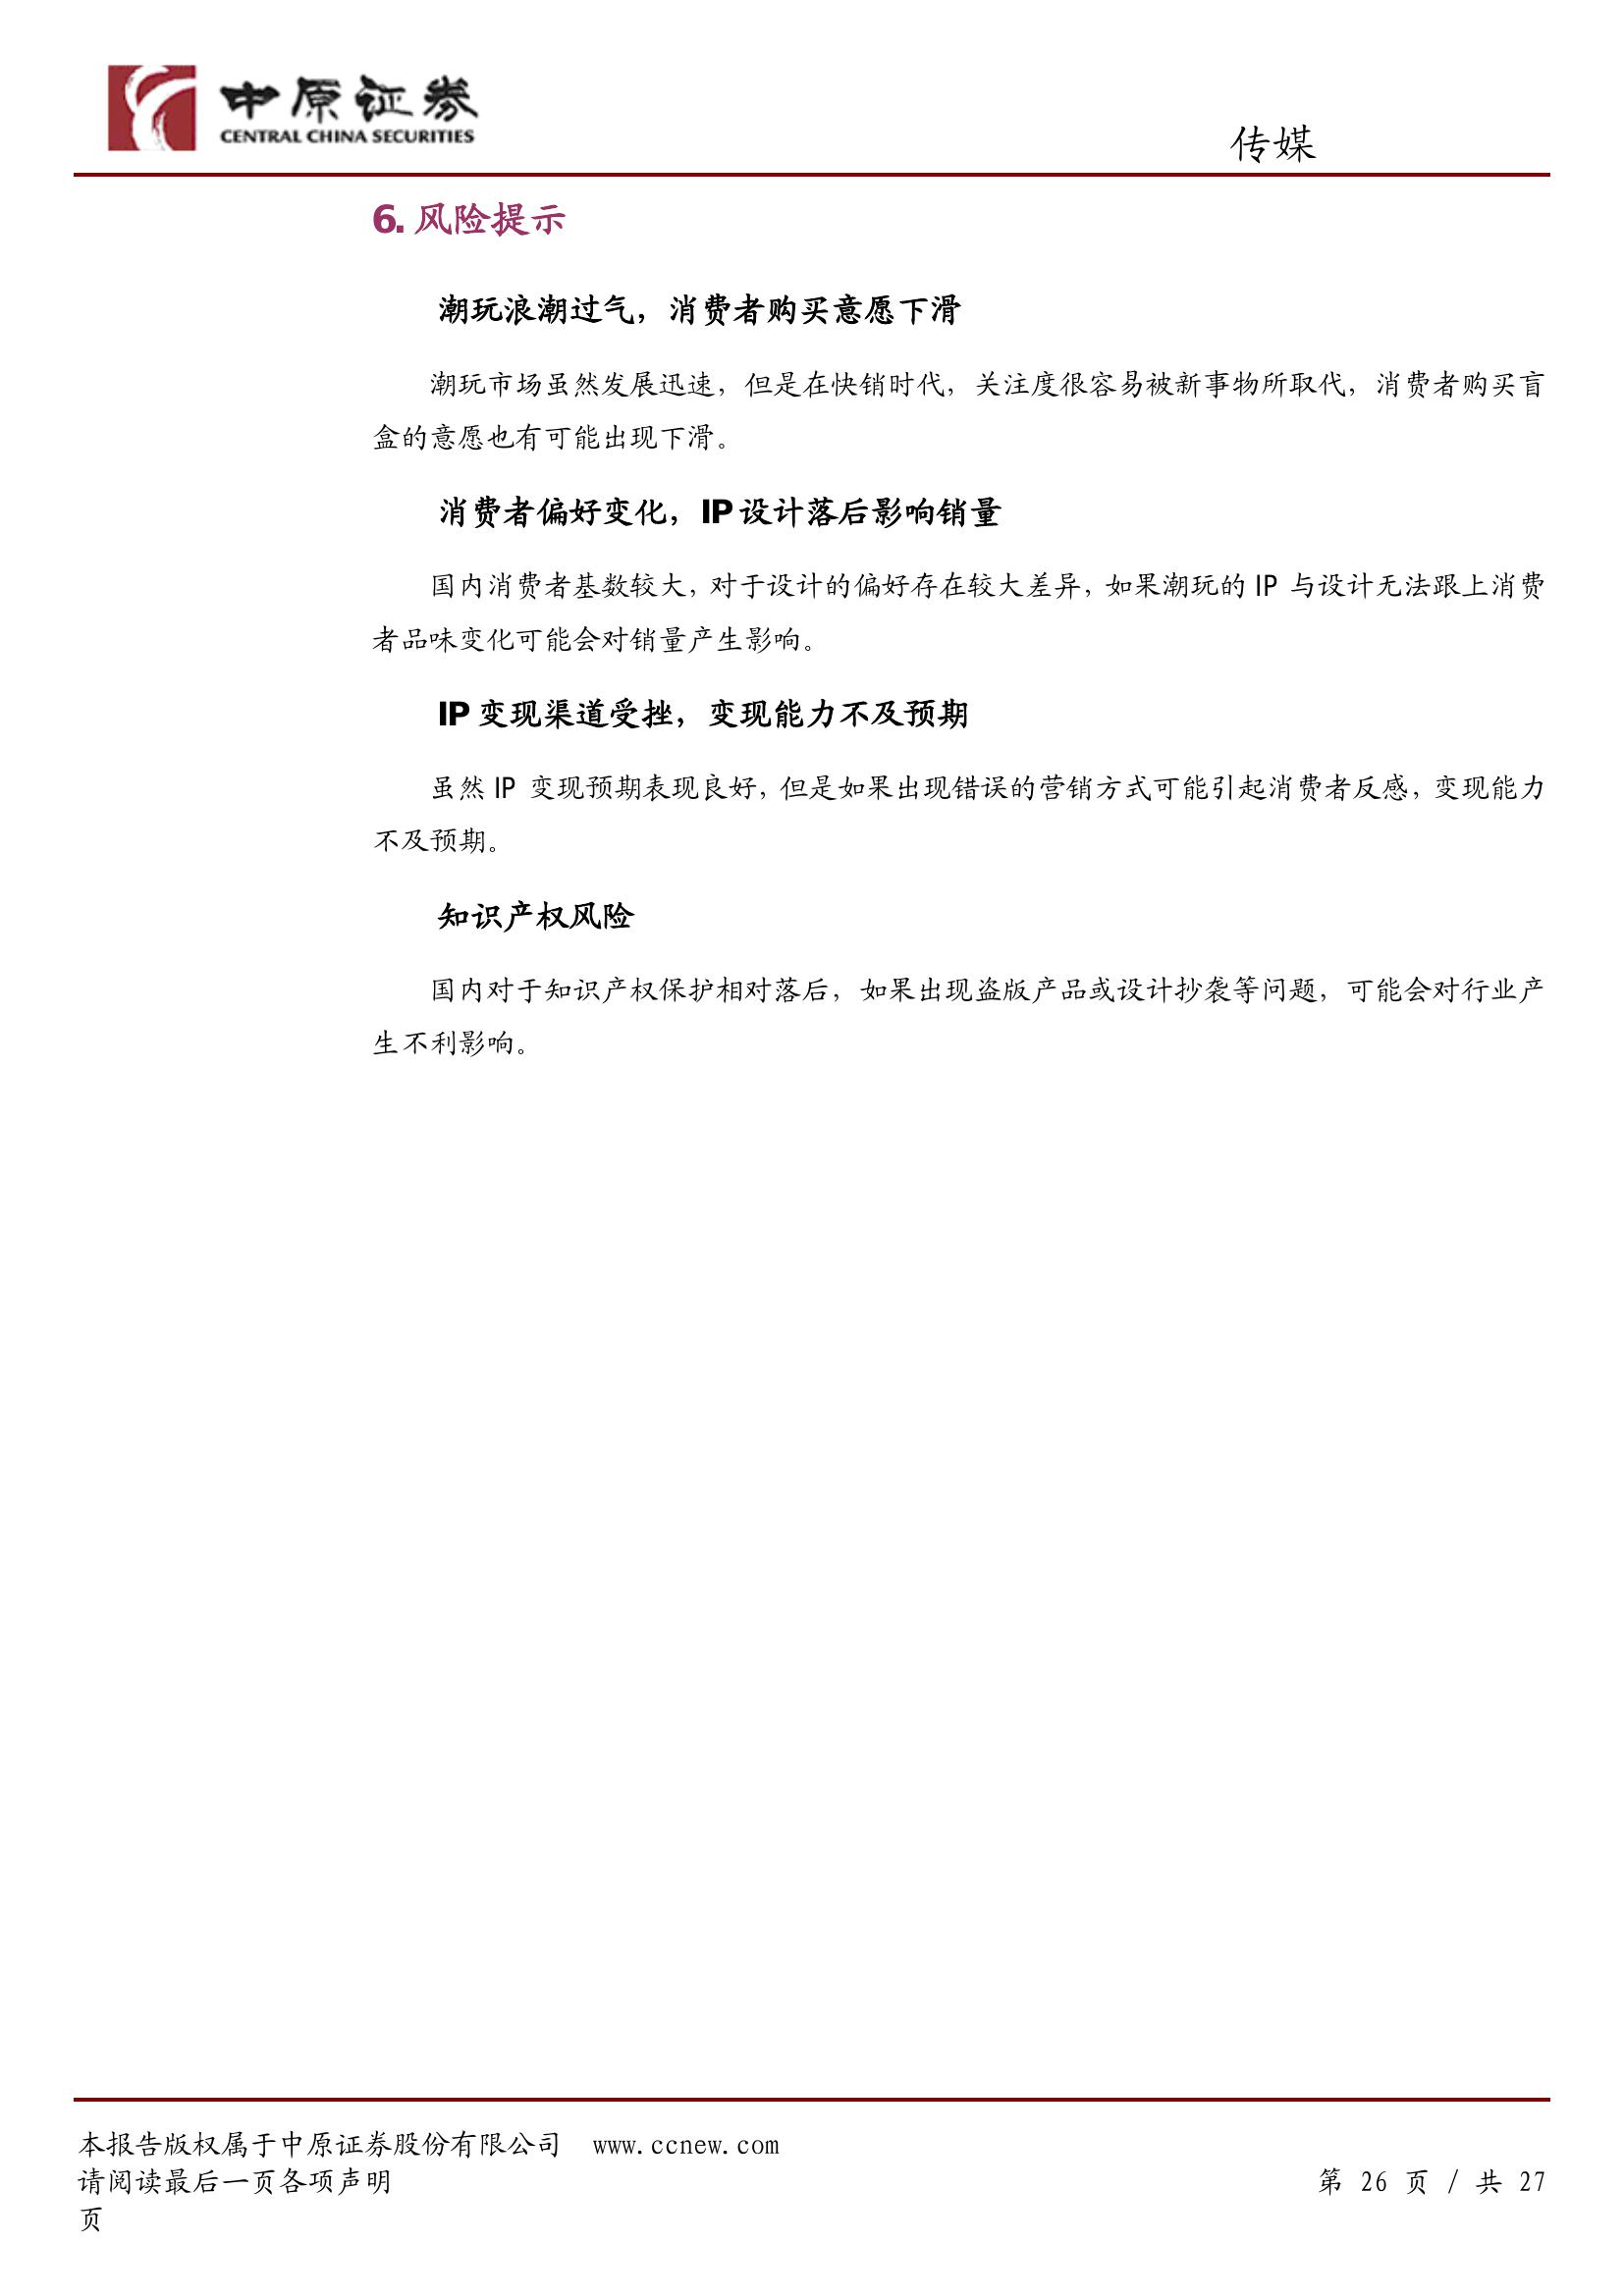 中原证券
CENTRAL CHINA SECURITIES
传媒
6. 风险提示
潮玩浪潮过气，消费者购买意愿下滑
潮玩市场虽然发展迅速，但是在快销时代，关注度很容易被新事物所取代，消费者购买盲
盒的意愿也有可能出现下滑。
消费者偏好变化，IP 设计落后影响销量
国内消费者基数较大，对于设计的偏好存在较大差异，如果潮玩的 IP 与设计无法跟上消费
者品味变化可能会对销量产生影响。
IP 变现渠道受挫，变现能力不及预期
虽然 IP 变现预期表现良好，但是如果出现错误的营销方式可能引起消费者反感，变现能力
不及预期。
知识产权风险
国内对于知识产权保护相对落后，如果出现盗版产品或设计抄袭等问题，可能会对行业产
生不利影响。
本报告版权属于中原证券股份有限公司 www.ccnew.com
请阅读最后一页各项声明 第 26 页 / 共 27
页